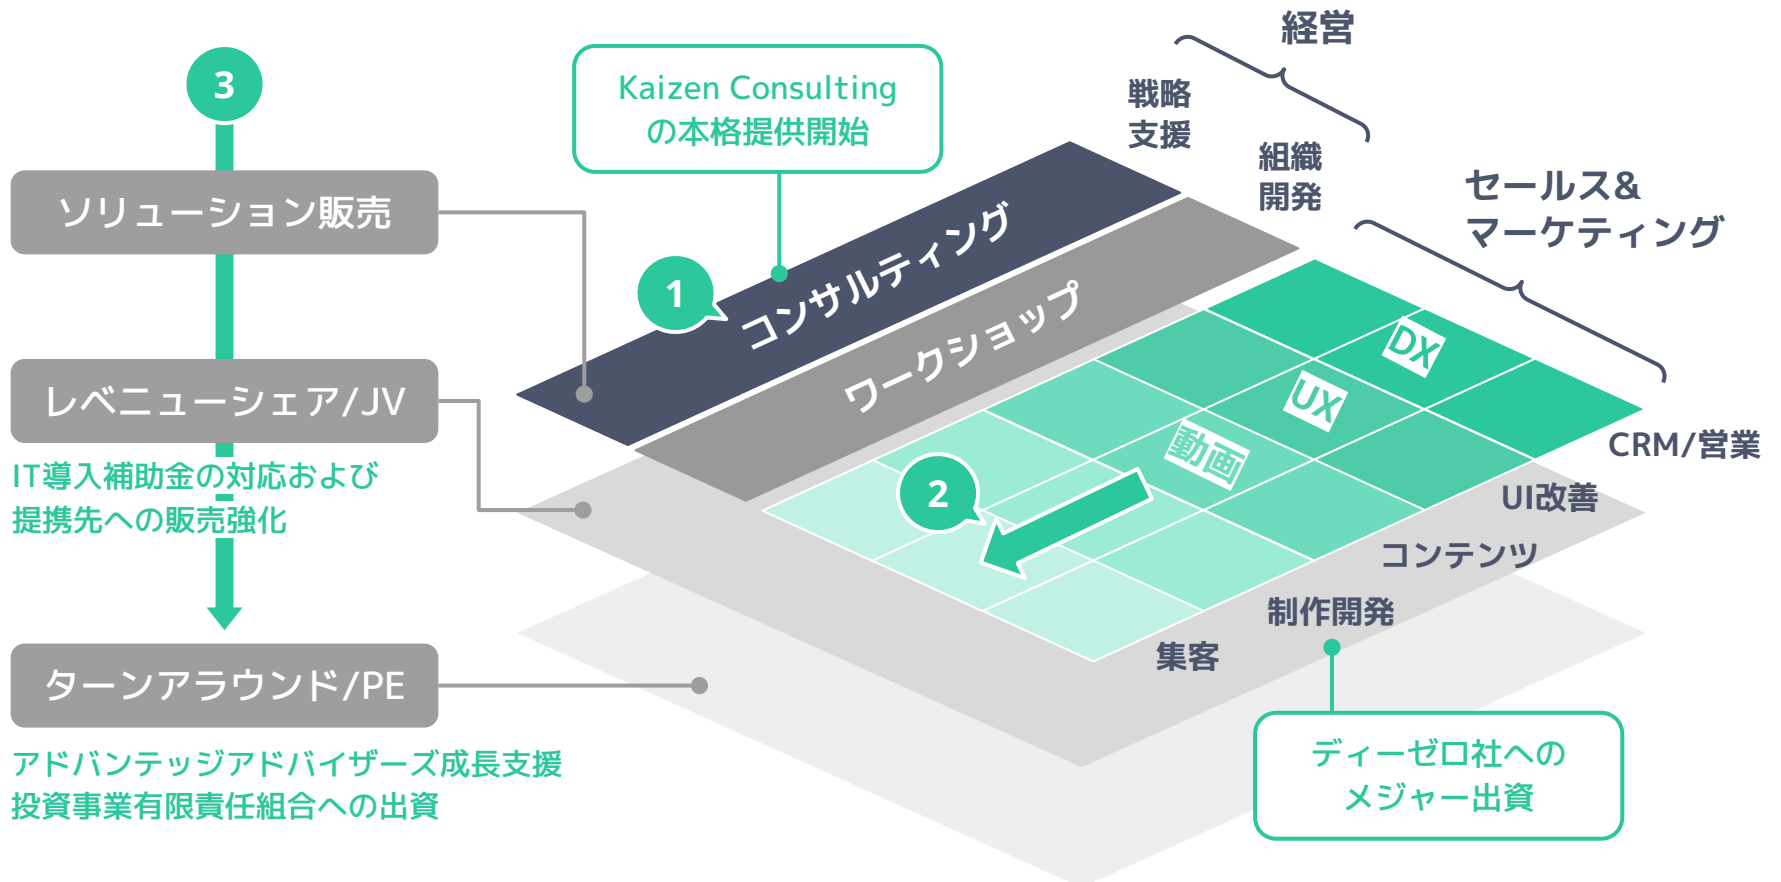 3
ソリューション販売
レベニューシェア/JV
IT導入補助金の対応および
提携先への販売強化
ターンアラウンド/PE
アドバンテッジアドバイザーズ成長支援
投資事業有限責任組合への出資
Kaizen Consulting
の本格提供開始
1
コンサルティング
ワークショップ
経営
戦略
支援
組織
開発
セールス&
マーケティング
DX
UX
動画
2
CRM/営業
UI改善
コンテンツ
制作開発
集客
ディーゼロ社への
メジャー出資